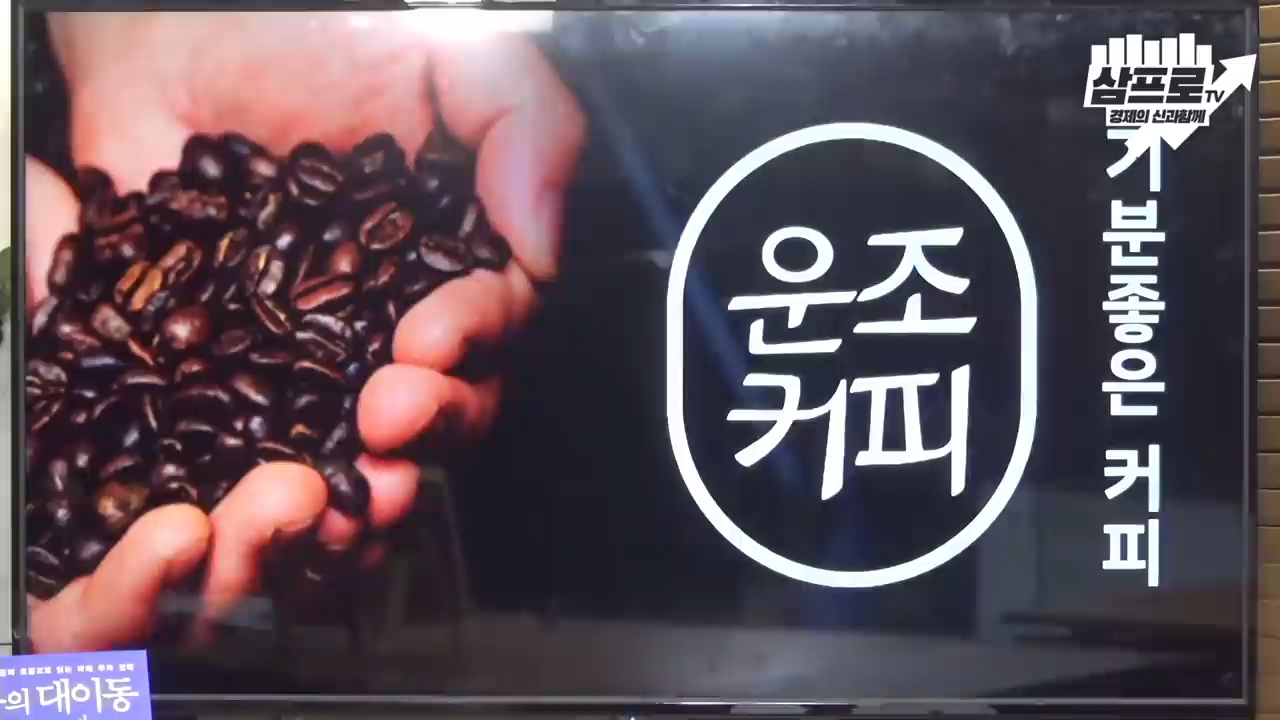 삼프로TV
경제의 신과함께
운조
커피
기분좋은 커피
의 대이동